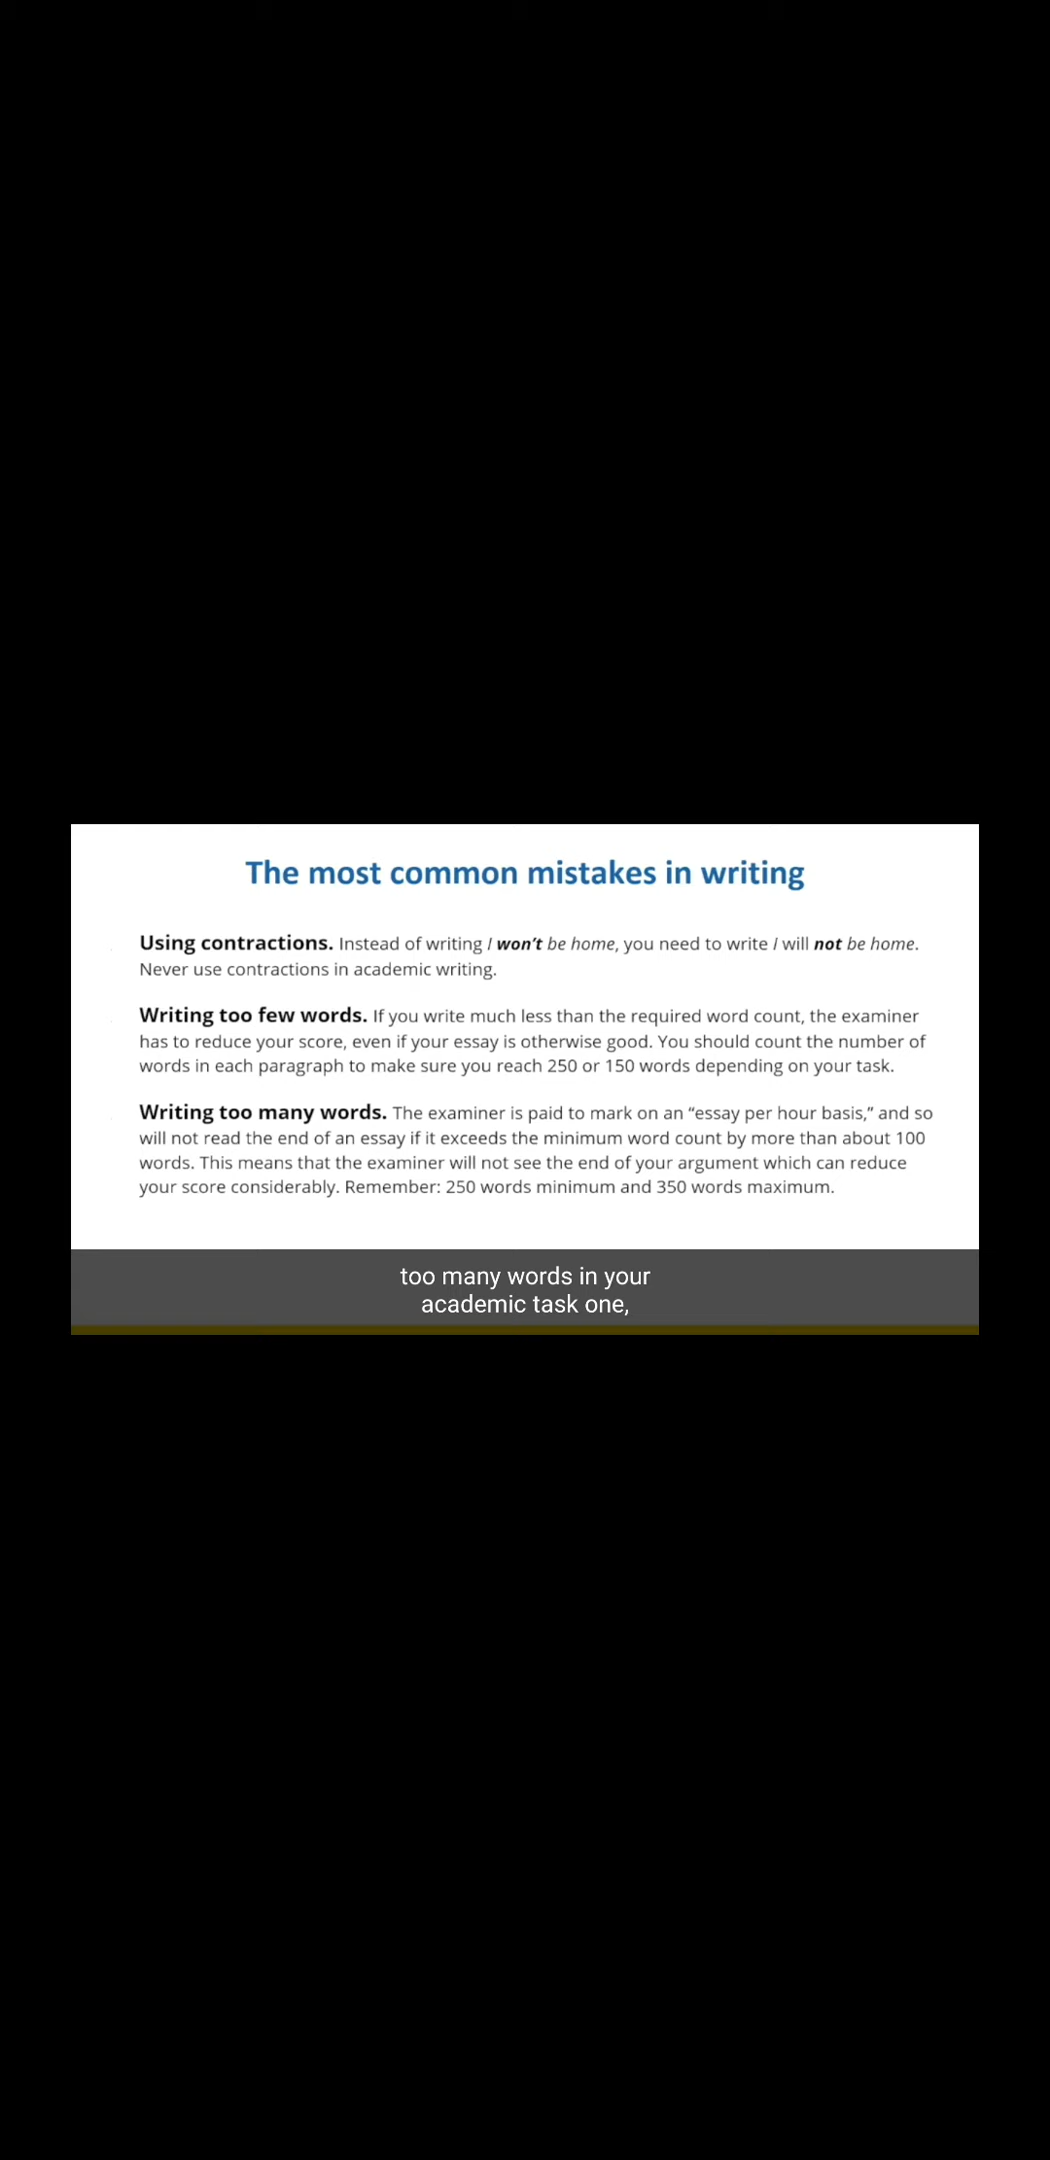 The most common mistakes in writing
Using contractions. Instead of writing I won't be home, you need to write I will not be home.
Never use contractions in academic writing.
Writing too few words. If you write much less than the required word count, the examiner
has to reduce your score, even if your essay is otherwise good. You should count the number of
words in each paragraph to make sure you reach 250 or 150 words depending on your task.
Writing too many words. The examiner is paid to mark on an “essay per hour basis,” and so
will not read the end of an essay if it exceeds the minimum word count by more than about 100
words. This means that the examiner will not see the end of your argument which can reduce
your score considerably. Remember: 250 words minimum and 350 words maximum.
too many words in your
academic task one,